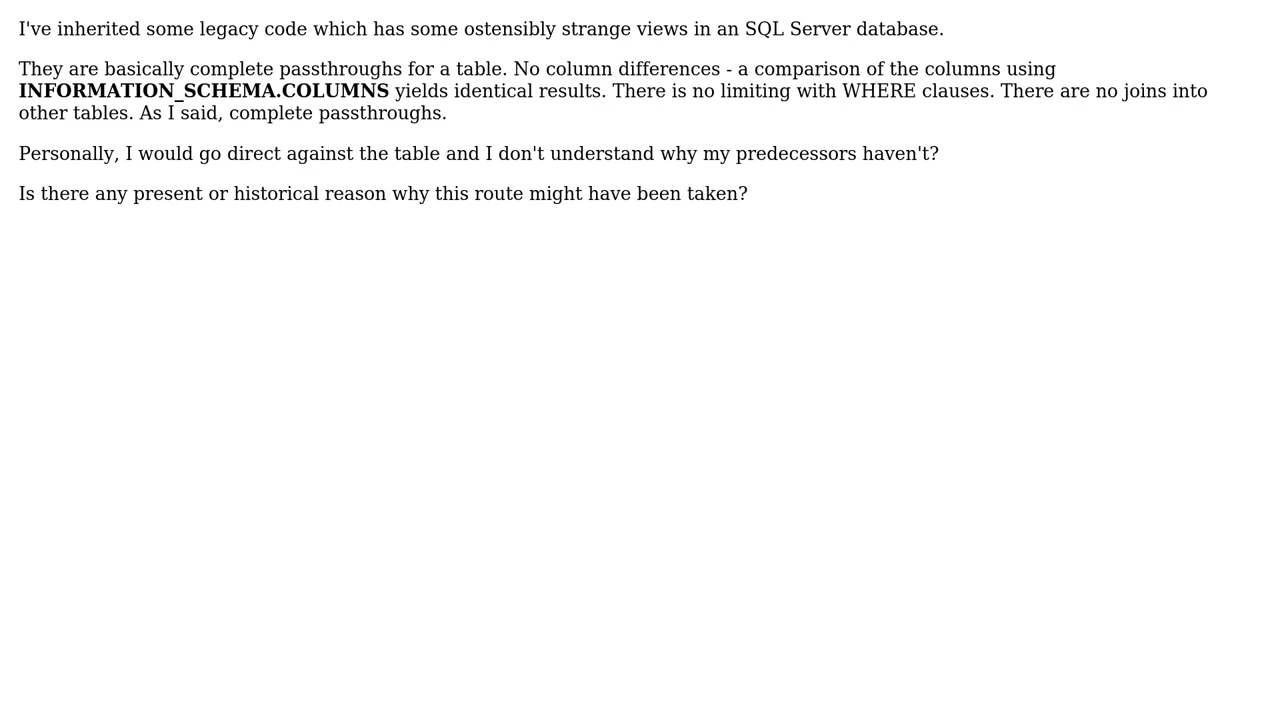 I've inherited some legacy code which has some ostensibly strange views in an SQL Server database.
They are basically complete passthroughs for a table. No column differences - a comparison of the columns using
INFORMATION_SCHEMA.COLUMNS yields identical results. There is no limiting with WHERE clauses. There are no joins into
other tables. As I said, complete passthroughs.
Personally, I would go direct against the table and I don't understand why my predecessors haven't?
Is there any present or historical reason why this route might have been taken?